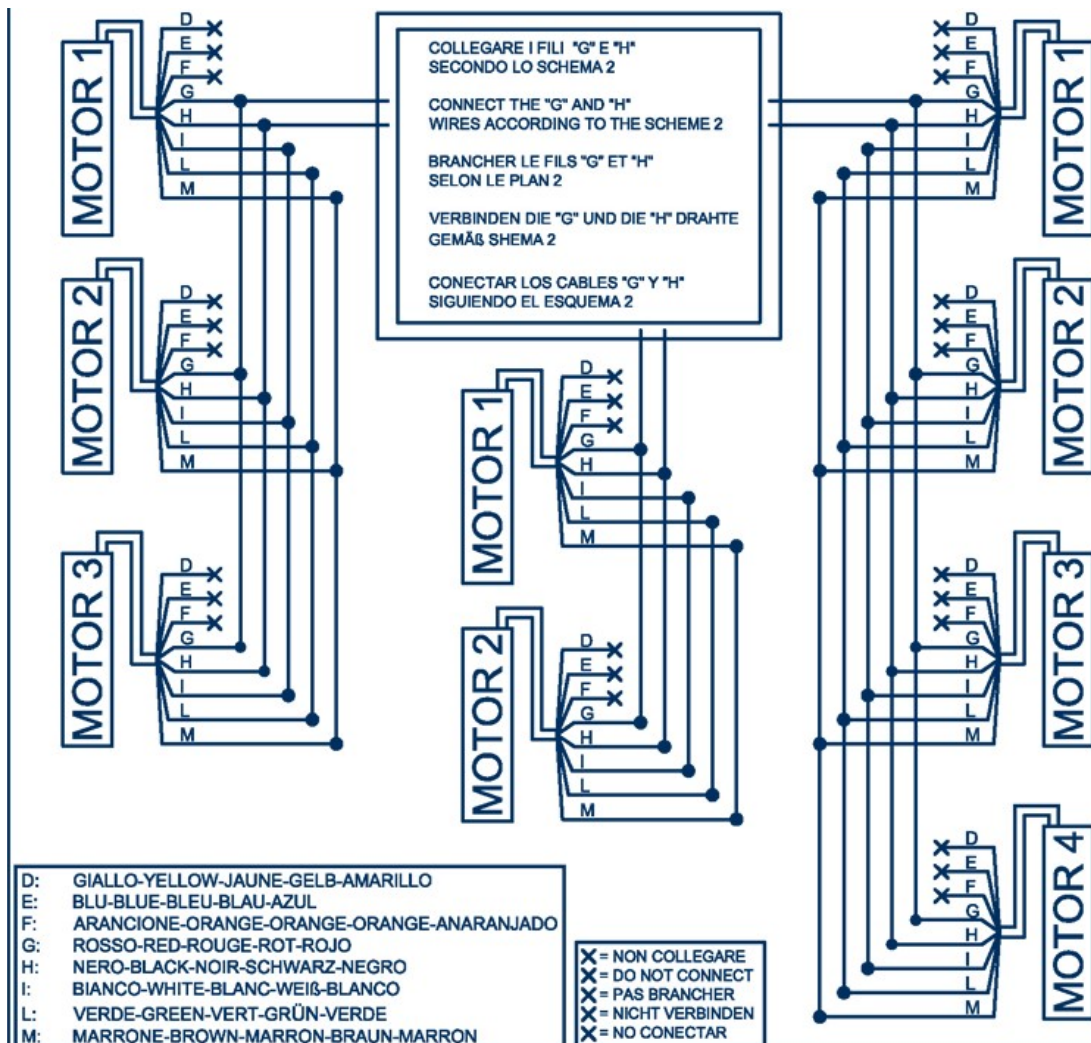 MOTOR 1
D
E
F
G
H
I
L
M
MOTOR 2
D
E
F
G
H
I
L
M
MOTOR 3
D
E
F
G
H
I
L
M
COLLEGARE I FILI "G" E "H"
SECONDO LO SCHEMA 2
CONNECT THE "G" AND "H"
WIRES ACCORDING TO THE SCHEME 2
BRANCHER LE FILS "G" ET "H"
SELON LE PLAN 2
VERBINDEN DIE "G" UND DIE "H" DRAHTE
GEMÄß SHEMA 2
CONECTAR LOS CABLES "G" Y "H"
SIGUIENDO EL ESQUEMA 2
MOTOR 1
D
E
F
G
H
I
L
M
MOTOR 2
D
E
F
G
H
I
L
M
MOTOR 1
D
E
F
G
H
I
L
M
MOTOR 2
D
E
F
G
H
I
L
M
MOTOR 3
D
E
F
G
H
I
L
M
MOTOR 4
D
E
F
G
H
I
L
M
D: GIALLO-YELLOW-JAUNE-GELB-AMARILLO
E: BLU-BLUE-BLEU-BLAU-AZUL
F: ARANCIONE-ORANGE-ORANGE-ORANGE-ANARANJADO
G: ROSSO-RED-ROUGE-ROT-ROJO
H: NERO-BLACK-NOIR-SCHWARZ-NEGRO
I: BIANCO-WHITE-BLANC-WEIß-BLANCO
L: VERDE-GREEN-VERT-GRÜN-VERDE
M: MARRONE-BROWN-MARRON-BRAUN-MARRON
X = NON COLLEGARE
X = DO NOT CONNECT
X = PAS BRANCHER
X = NICHT VERBINDEN
X = NO CONECTAR